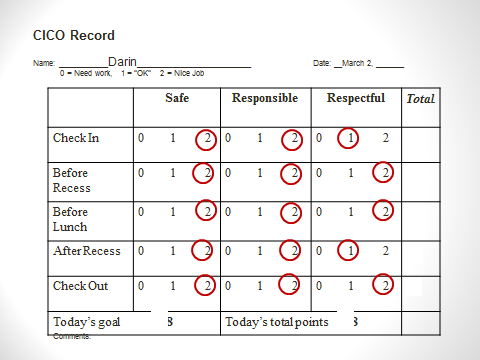 CICO Record
Name: ________Darin____________________ Date: __March 2, ______
0 = Need work, 1 = "OK" 2 = Nice Job
Safe Responsible Respectful Total
Check In 0 1 2 0 1 2 0 1 2
Before Recess 0 1 2 0 1 2 0 1 2
Before Lunch 0 1 2 0 1 2 0 1 2
After Recess 0 1 2 0 1 2 0 1 2
Check Out 0 1 2 0 1 2 0 1 2
Today's goal 8 Today's total points 8
Comments: